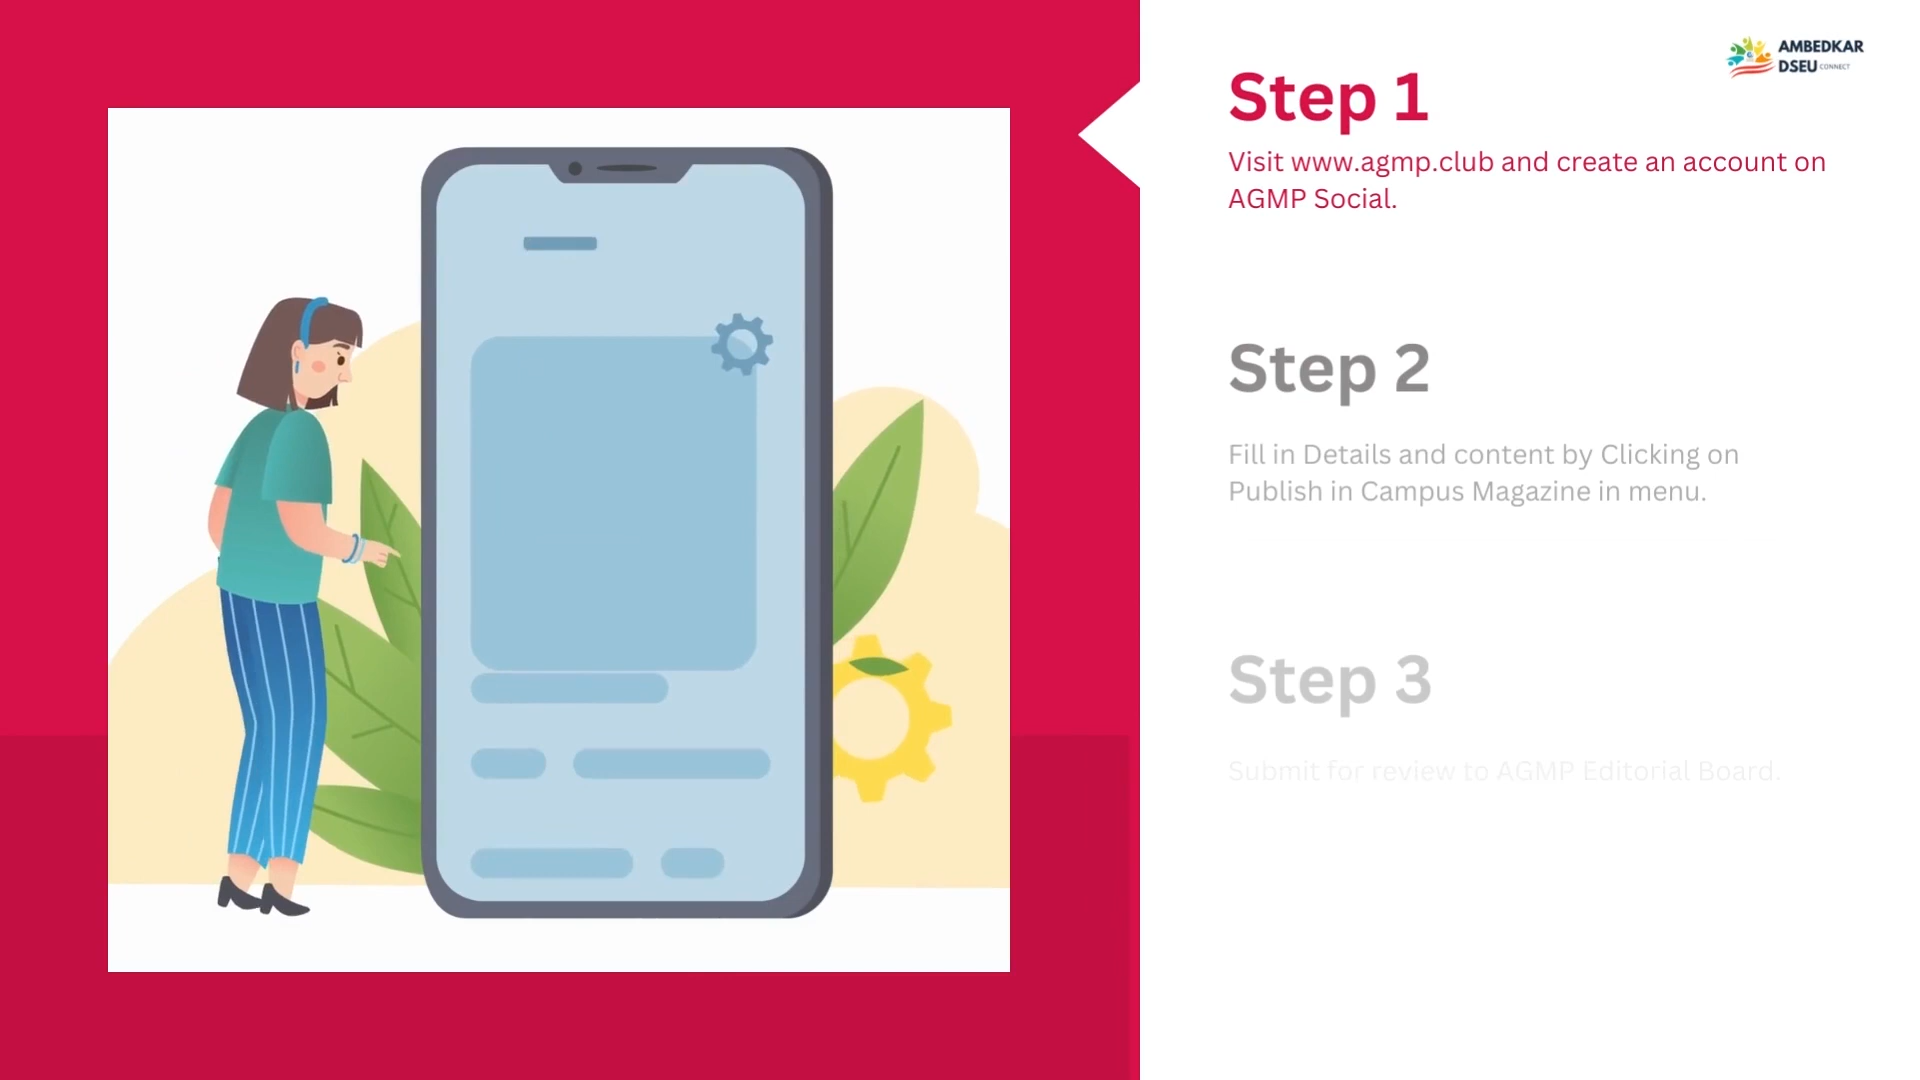 AMBEDKAR
DSEU CONNECT
Step 1
Visit www.agmp.club and create an account on
AGMP Social.
Step 2
Fill in Details and content by Clicking on
Publish in Campus Magazine in menu.
Step 3
Submit for review to AGMP Editorial Board.